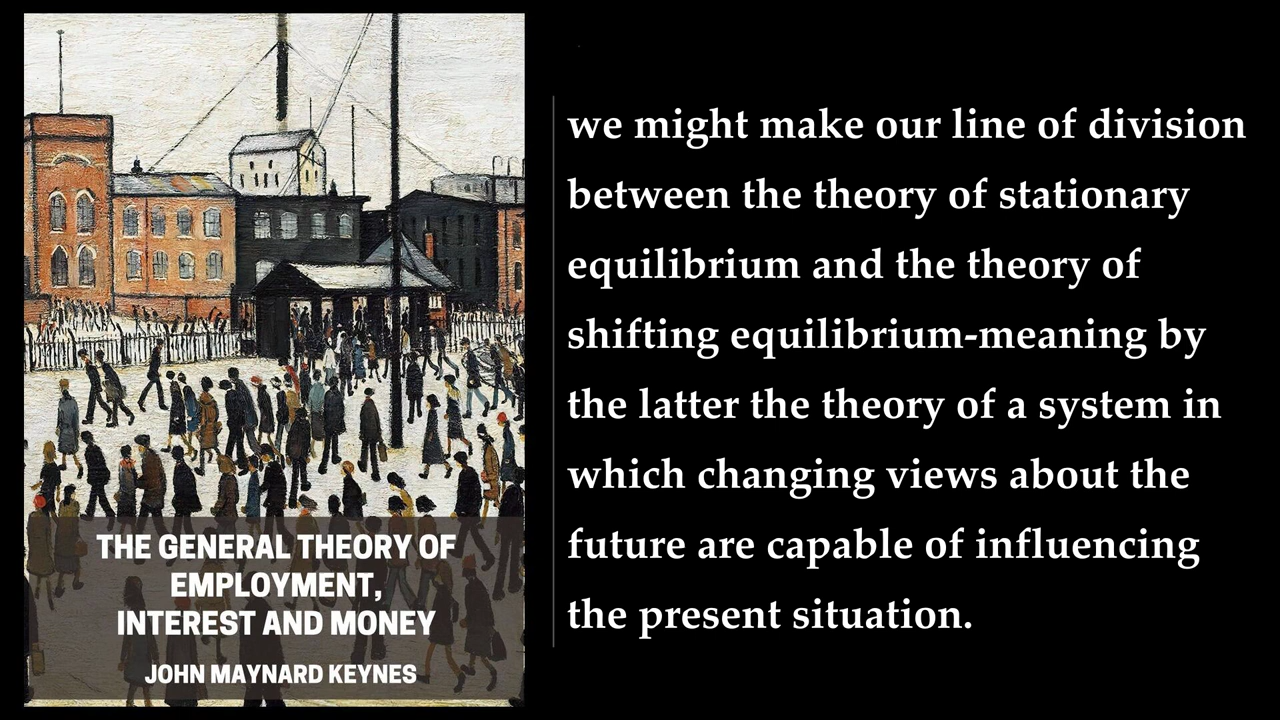 THE GENERAL THEORY OF
EMPLOYMENT,
INTEREST AND MONEY
JOHN MAYNARD KEYNES
we might make our line of division
between the theory of stationary
equilibrium and the theory of
shifting equilibrium-meaning by
the latter the theory of a system in
which changing views about the
future are capable of influencing
the present situation.